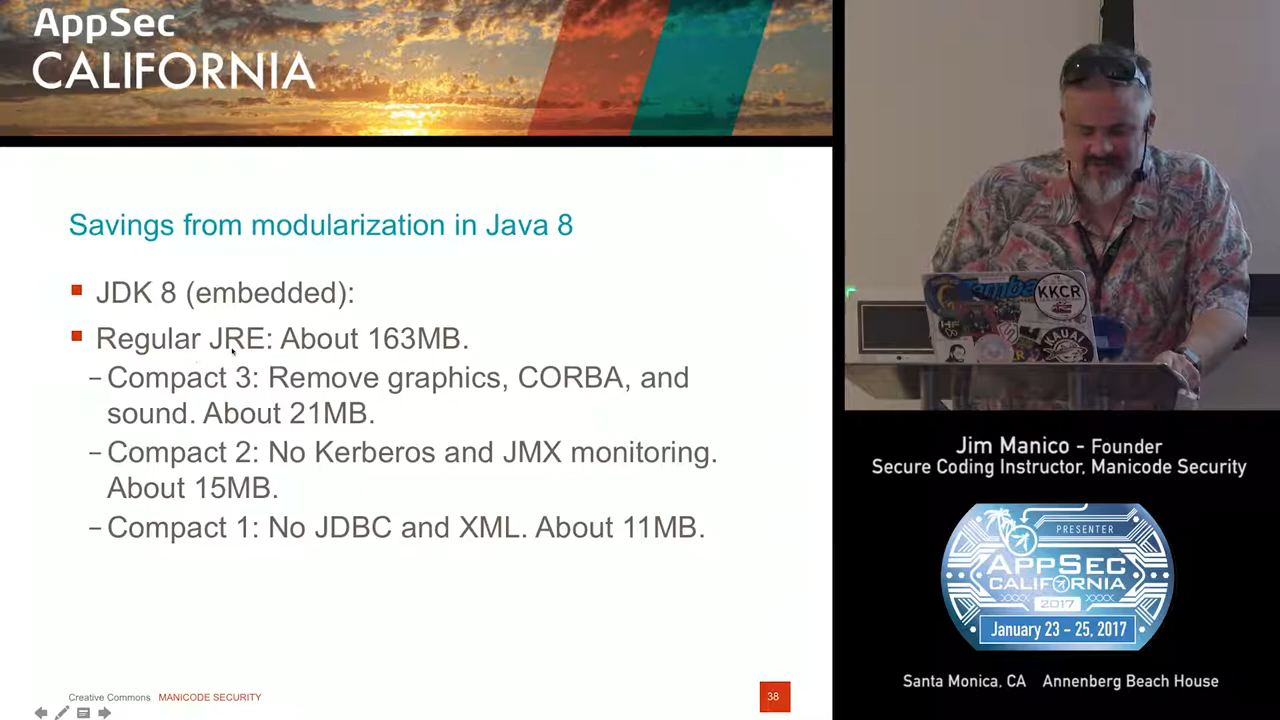 AppSec
CALIFORNIA
Savings from modularization in Java 8
JDK 8 (embedded):
Regular JRE: About 163MB.
–Compact 3: Remove graphics, CORBA, and
sound. About 21MB.
–Compact 2: No Kerberos and JMX monitoring.
About 15MB.
–Compact 1: No JDBC and XML. About 11MB.
Creative Commons MANICODE SECURITY
38
KKCR
KAUAI
Jim Manico - Founder
Secure Coding Instructor, Manicode Security
PRESENTER
APPSEC
CALIFORNIA
2017
January 23 - 25, 2017
Santa Monica, CA Annenberg Beach House